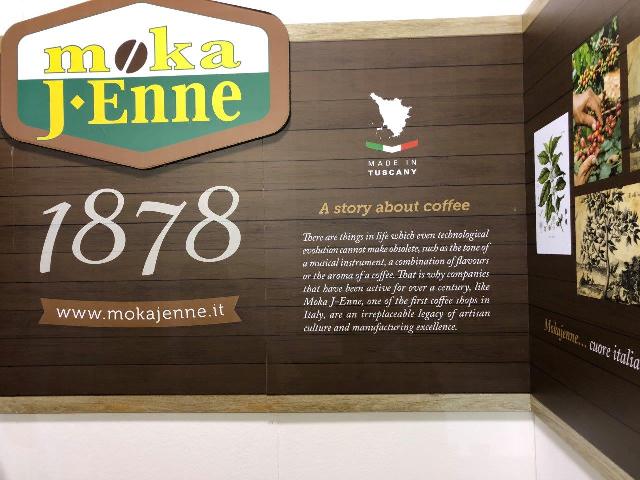 moka
J·Enne
1878
www.mokajenne.it
MADE IN
TUSCANY
A story about coffee
There are things in life which even technological
evolution cannot make obsolete, such as the tone of
a musical instrument, a combination of flavours
or the aroma of a coffee. That is why companies
that have been active for over a century, like
Moka J-Enne, one of the first coffee shops in
Italy, are an irreplaceable legacy of artisan
culture and manufacturing excellence.
Mokajenne... cuore italia